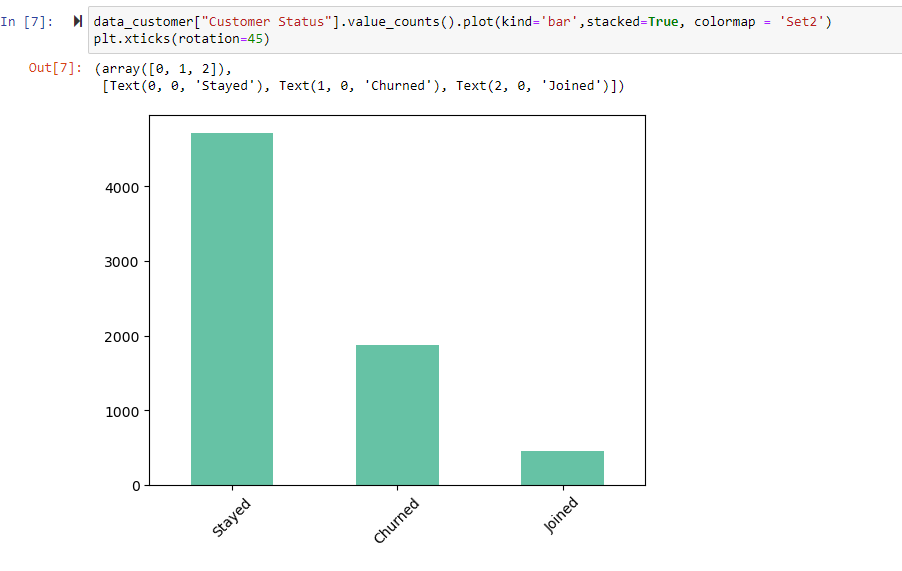 In [7]: data_customer["Customer Status"].value_counts().plot(kind='bar',stacked=True, colormap = 'Set2')
plt.xticks(rotation=45)
Out[7]: (array([0, 1, 2]),
[Text(0, 0, 'Stayed'), Text(1, 0, 'Churned'), Text(2, 0, 'Joined')])
4000
3000
2000
1000
0
Stayed Churned Joined